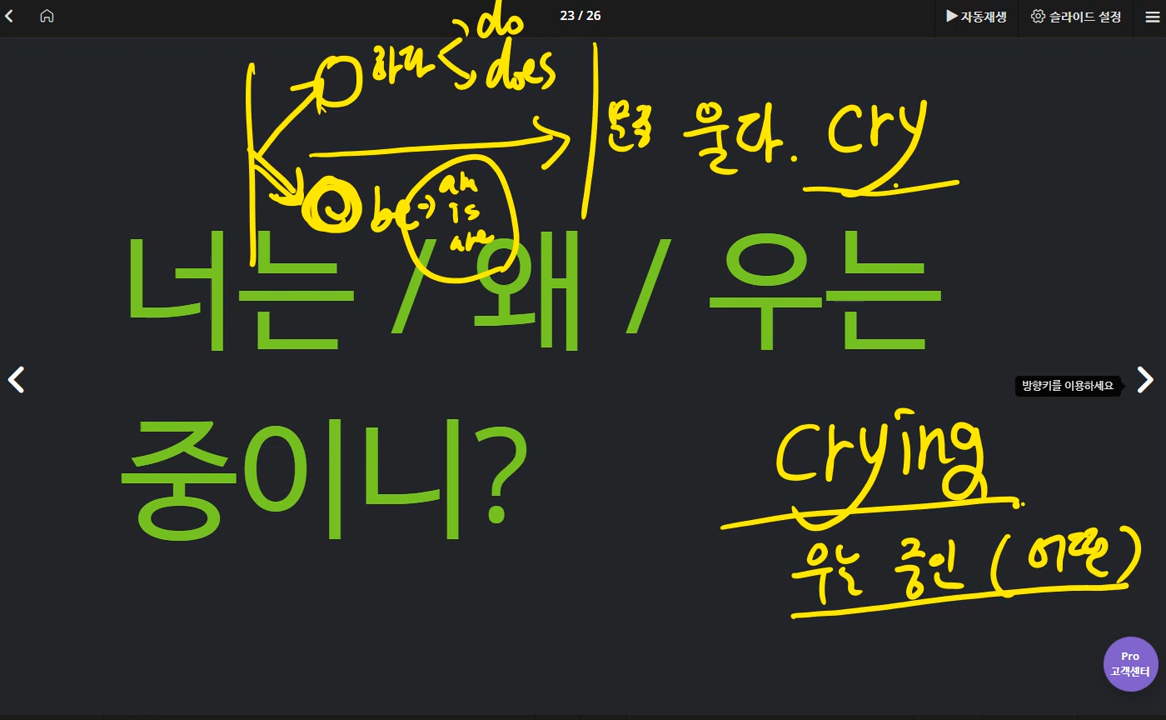 23 / 26
자동재생
슬라이드 설정
do
하다
does
문장
울다. cry
be → am
is
are
너는 / 왜 / 우는
방향키를 이용하세요
중이니?
crying
우는 중인 (어떤)
Pro
고객센터